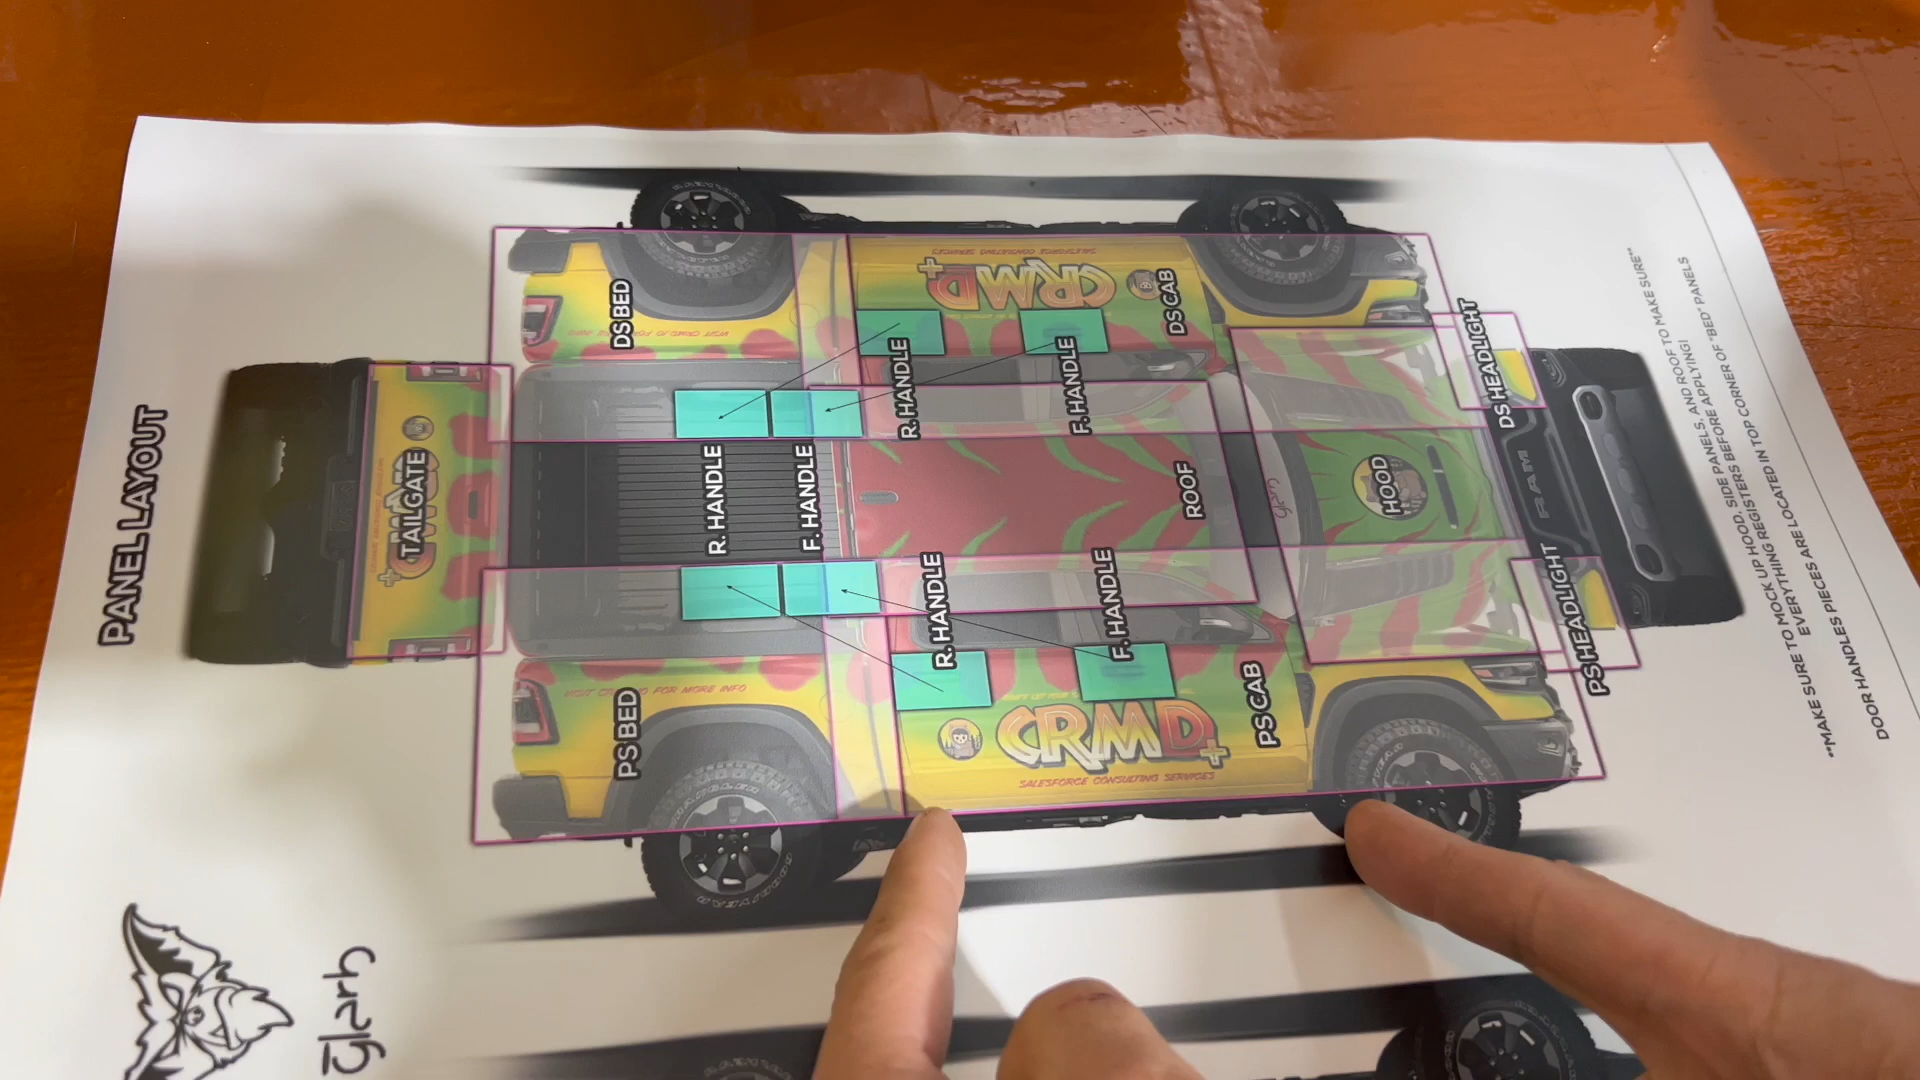 PANEL LAYOUT
DS BED
SALESFORCE CONSULTING SERVICES
CRMD+
DS CAB
R. HANDLE
F. HANDLE
DS HEADLIGHT
TAILGATE
R. HANDLE
F. HANDLE
ROOF
HOOD
RAM
R. HANDLE
F. HANDLE
PS HEADLIGHT
PS BED
FOR MORE INFO
CRMD+
SALESFORCE CONSULTING SERVICES
PS CAB
**MAKE SURE TO MOCK UP HOOD, SIDE PANELS, AND ROOF TO MAKE SURE**
EVERYTHING REGISTERS BEFORE APPLYING!
DOOR HANDLES PIECES ARE LOCATED IN TOP CORNER OF "BED" PANELS